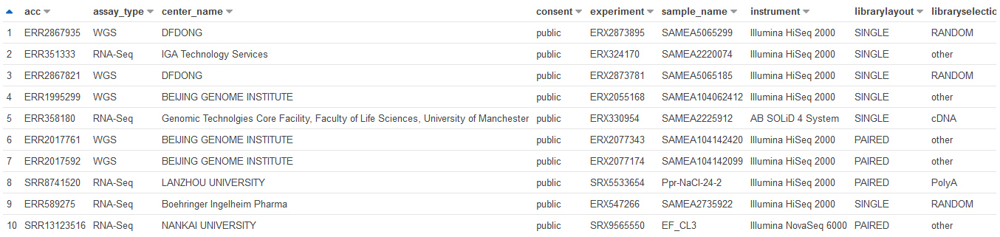 acc assay_type center_name consent experiment sample_name instrument librarylayout libraryselectio
1 ERR2867935 WGS DFDONG public ERX2873895 SAMEA5065299 Illumina HiSeq 2000 SINGLE RANDOM
2 ERR351333 RNA-Seq IGA Technology Services public ERX324170 SAMEA2220074 Illumina HiSeq 2000 SINGLE other
3 ERR2867821 WGS DFDONG public ERX2873781 SAMEA5065185 Illumina HiSeq 2000 SINGLE RANDOM
4 ERR1995299 WGS BEIJING GENOME INSTITUTE public ERX2055168 SAMEA104062412 Illumina HiSeq 2000 SINGLE other
5 ERR358180 RNA-Seq Genomic Technolgies Core Facility, Faculty of Life Sciences, University of Manchester public ERX330954 SAMEA2225912 AB SOLiD 4 System SINGLE cDNA
6 ERR2017761 WGS BEIJING GENOME INSTITUTE public ERX2077343 SAMEA104142420 Illumina HiSeq 2000 PAIRED other
7 ERR2017592 WGS BEIJING GENOME INSTITUTE public ERX2077174 SAMEA104142099 Illumina HiSeq 2000 PAIRED other
8 SRR8741520 RNA-Seq LANZHOU UNIVERSITY public SRX5533654 Ppr-NaCl-24-2 Illumina HiSeq 2000 PAIRED PolyA
9 ERR589275 RNA-Seq Boehringer Ingelheim Pharma public ERX547266 SAMEA2735922 Illumina HiSeq 2000 SINGLE RANDOM
10 SRR13123516 RNA-Seq NANKAI UNIVERSITY public SRX9565550 EF_CL3 Illumina NovaSeq 6000 PAIRED other